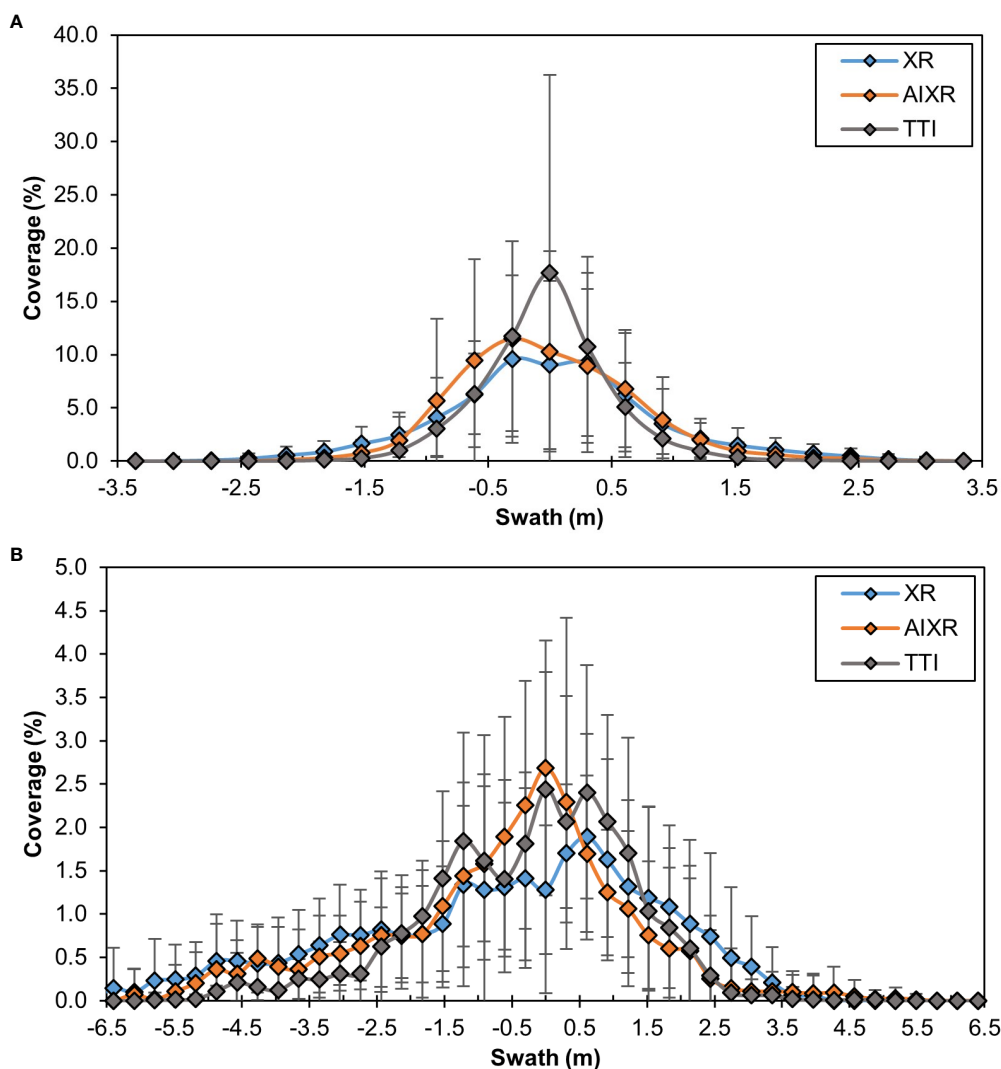 A
40.0
35.0
30.0
25.0
20.0
15.0
10.0
5.0
0.0
Coverage (%)
XR
AIXR
TTI
-3.5 -2.5 -1.5 -0.5 0.5 1.5 2.5 3.5
Swath (m)
B
5.0
4.5
4.0
3.5
3.0
2.5
2.0
1.5
1.0
0.5
0.0
Coverage (%)
XR
AIXR
TTI
-6.5 -5.5 -4.5 -3.5 -2.5 -1.5 -0.5 0.5 1.5 2.5 3.5 4.5 5.5 6.5
Swath (m)